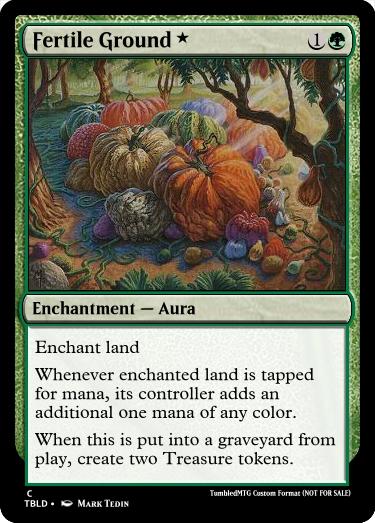 Fertile Ground ★ 1
Enchantment — Aura
Enchant land
Whenever enchanted land is tapped
for mana, its controller adds an
additional one mana of any color.
When this is put into a graveyard from
play, create two Treasure tokens.
C
TBLD • Mark Tedin
TumbledMTG Custom Format (NOT FOR SALE)